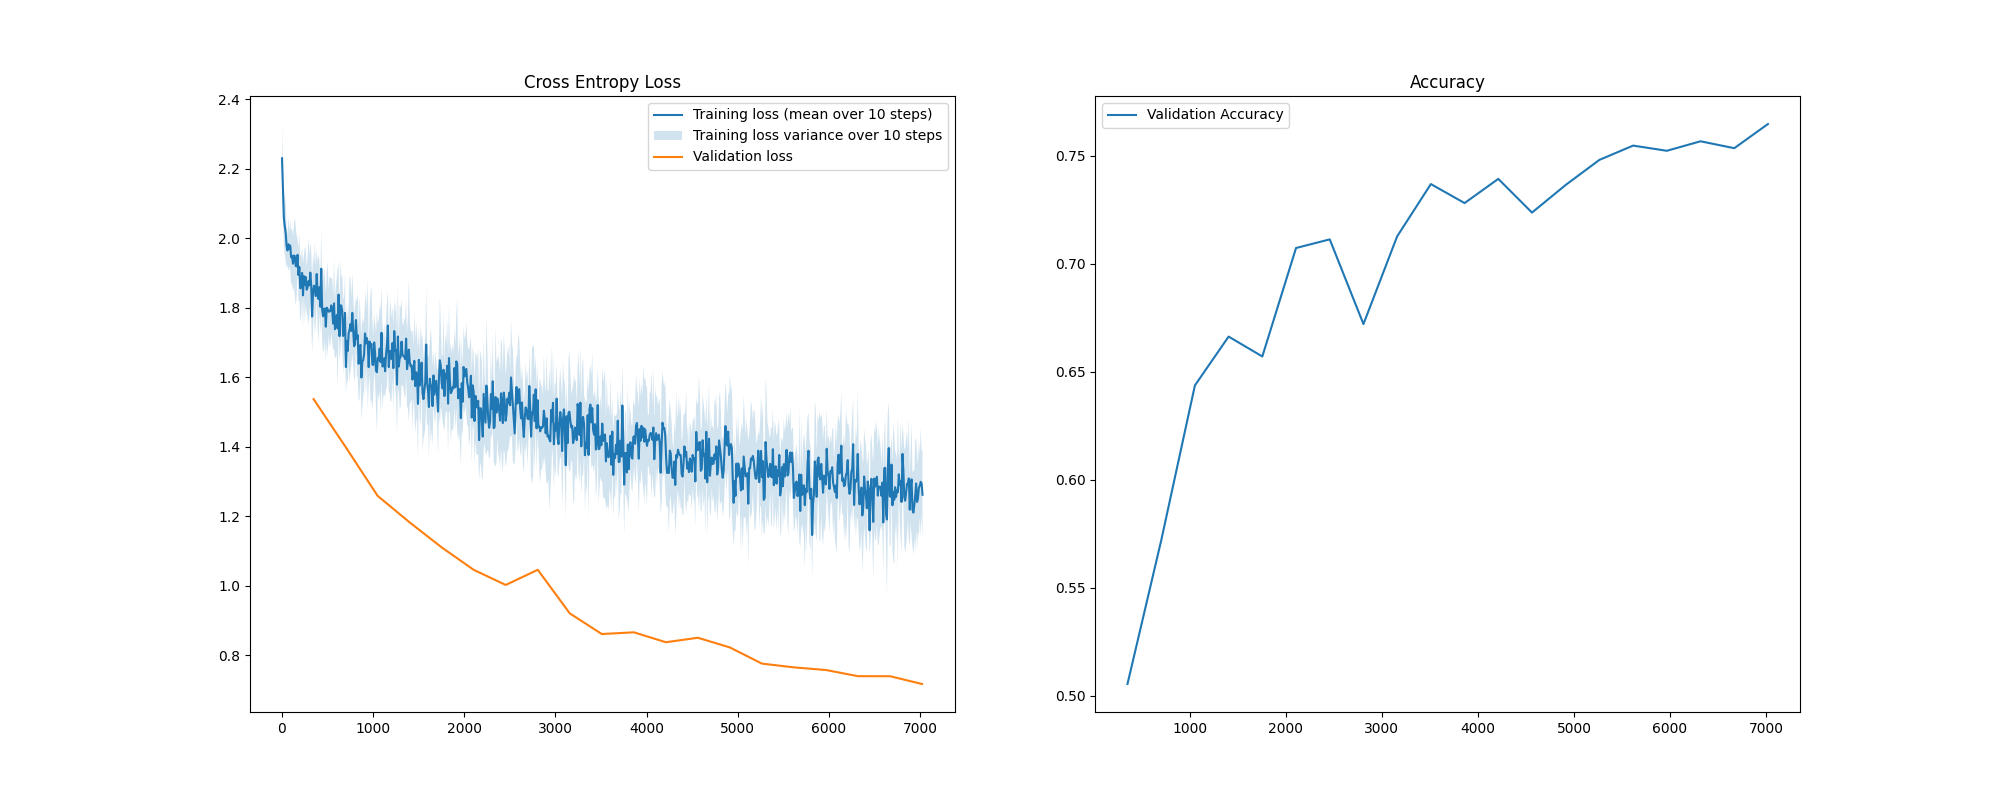 Cross Entropy Loss
2.4
2.2
2.0
1.8
1.6
1.4
1.2
1.0
0.8
0 1000 2000 3000 4000 5000 6000 7000
Training loss (mean over 10 steps)
Training loss variance over 10 steps
Validation loss
Accuracy
Validation Accuracy
0.75
0.70
0.65
0.60
0.55
0.50
1000 2000 3000 4000 5000 6000 7000